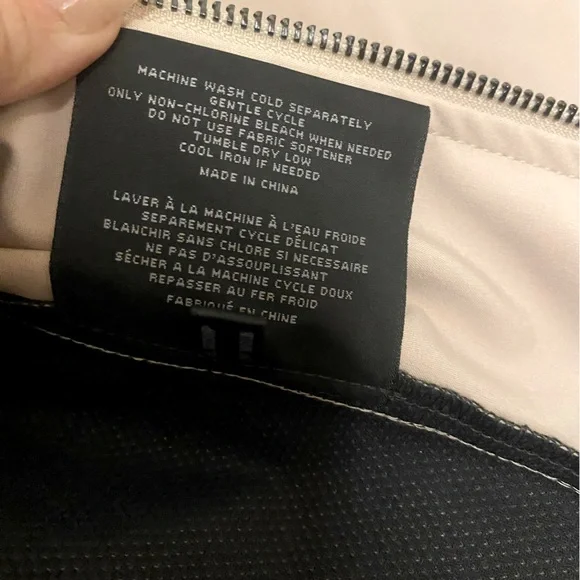 MACHINE WASH COLD SEPARATELY
GENTLE CYCLE
ONLY NON-CHLORINE BLEACH WHEN NEEDED
DO NOT USE FABRIC SOFTENER
TUMBLE DRY LOW
COOL IRON IF NEEDED
MADE IN CHINA
LAVER À LA MACHINE À L'EAU FROIDE
SEPAREMENT CYCLE DÉLICAT
BLANCHIR SANS CHLORE SI NECESSAIRE
NE PAS D'ASSOUPLISSANT
SÉCHER A LA MACHINE CYCLE DOUX
REPASSER AU FER FROID
FABRIQUÉ EN CHINE